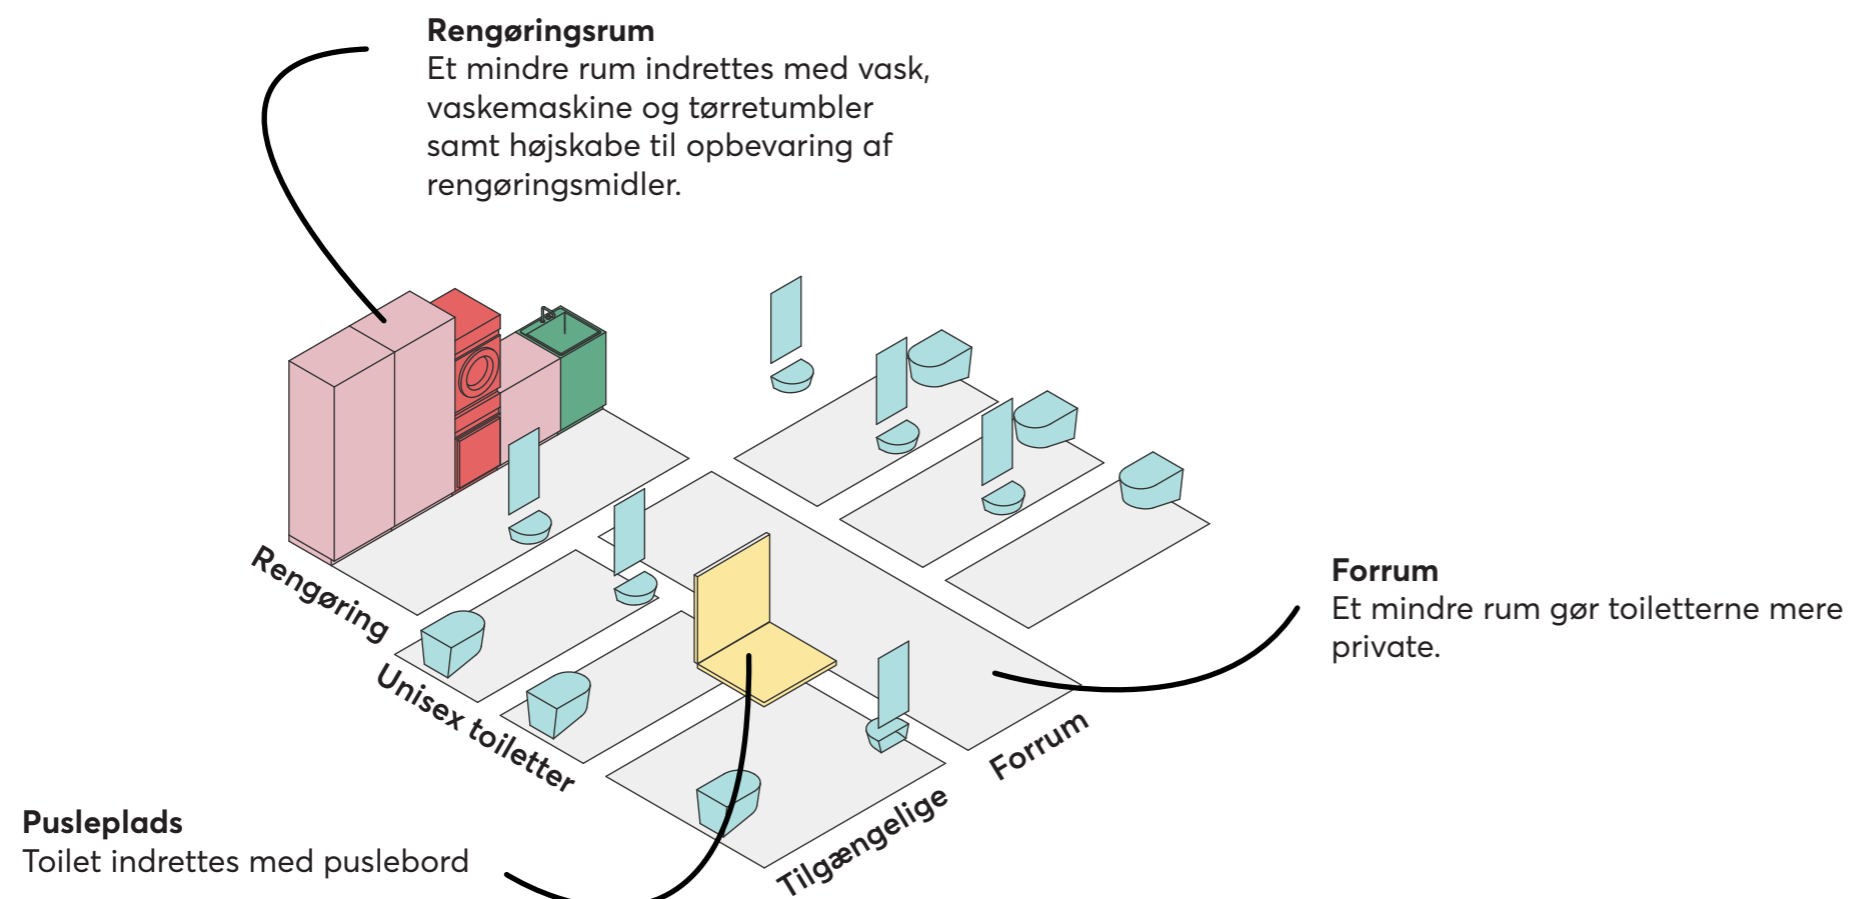 Rengøringsrum
Et mindre rum indrettes med vask,
vaskemaskine og tørretumbler
samt højskabe til opbevaring af
rengøringsmidler.
Rengøring
Unisex toiletter
Tilgængelige
Forrum
Forrum
Et mindre rum gør toiletterne mere
private.
Pusleplads
Toilet indrettes med puslebord